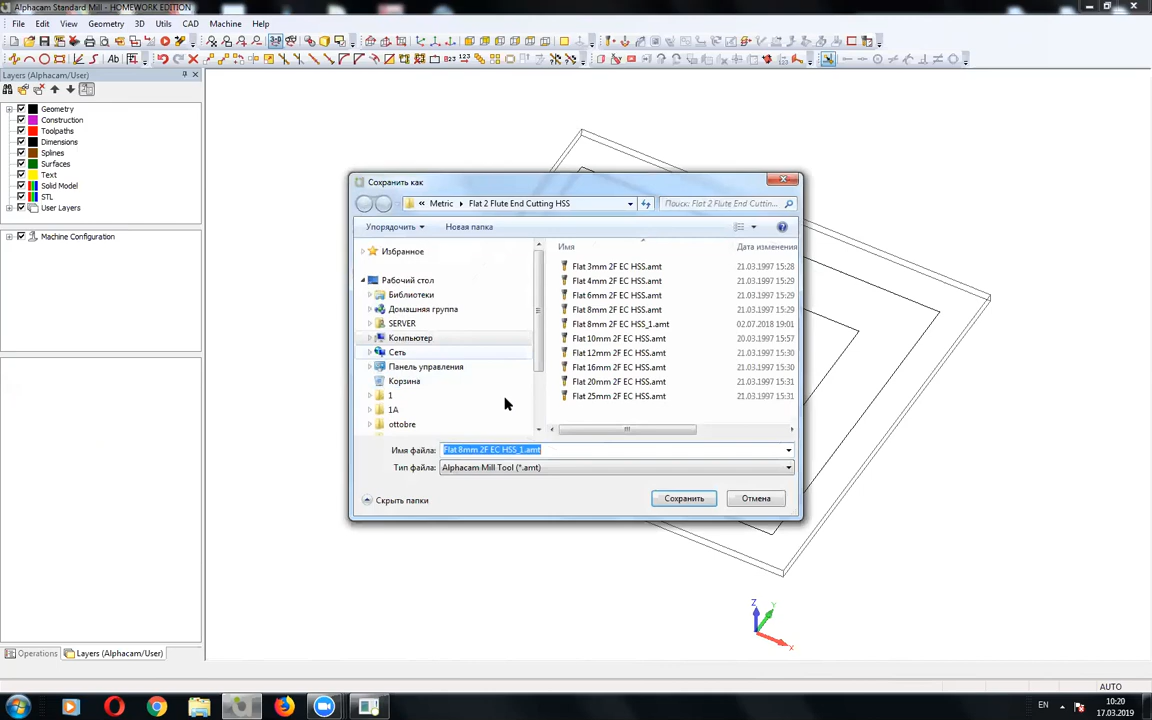 Alphacam Standard Mill - HOMEWORK EDITION
File Edit View Geometry 3D Utils CAD Machine Help
Layers (Alphacam/User)
Geometry
Construction
Toolpaths
Dimensions
Splines
Surfaces
Text
Solid Model
STL
User Layers
Machine Configuration
Сохранить как
« Metric Flat 2 Flute End Cutting HSS
Поиск: Flat 2 Flute End Cuttin...
Упорядочить Новая папка
Избранное
Рабочий стол
Библиотеки
Домашняя группа
SERVER
Компьютер
Сеть
Панель управления
Корзина
1
1A
ottobre
Имя Дата изменения
Flat 3mm 2F EC HSS.amt 21.03.1997 15:28
Flat 4mm 2F EC HSS.amt 21.03.1997 15:29
Flat 6mm 2F EC HSS.amt 21.03.1997 15:29
Flat 8mm 2F EC HSS.amt 21.03.1997 15:29
Flat 8mm 2F EC HSS_1.amt 02.07.2018 19:01
Flat 10mm 2F EC HSS.amt 20.03.1996 15:57
Flat 12mm 2F EC HSS.amt 21.03.1997 15:30
Flat 16mm 2F EC HSS.amt 21.03.1997 15:30
Flat 20mm 2F EC HSS.amt 21.03.1997 15:31
Flat 25mm 2F EC HSS.amt 21.03.1997 15:31
Имя файла: Flat 8mm 2F EC HSS_1.amt
Тип файла: Alphacam Mill Tool (*.amt)
Скрыть папки Сохранить Отмена
Z
Y
X
Operations Layers (Alphacam/User)
AUTO
EN
10:20
17.03.2019